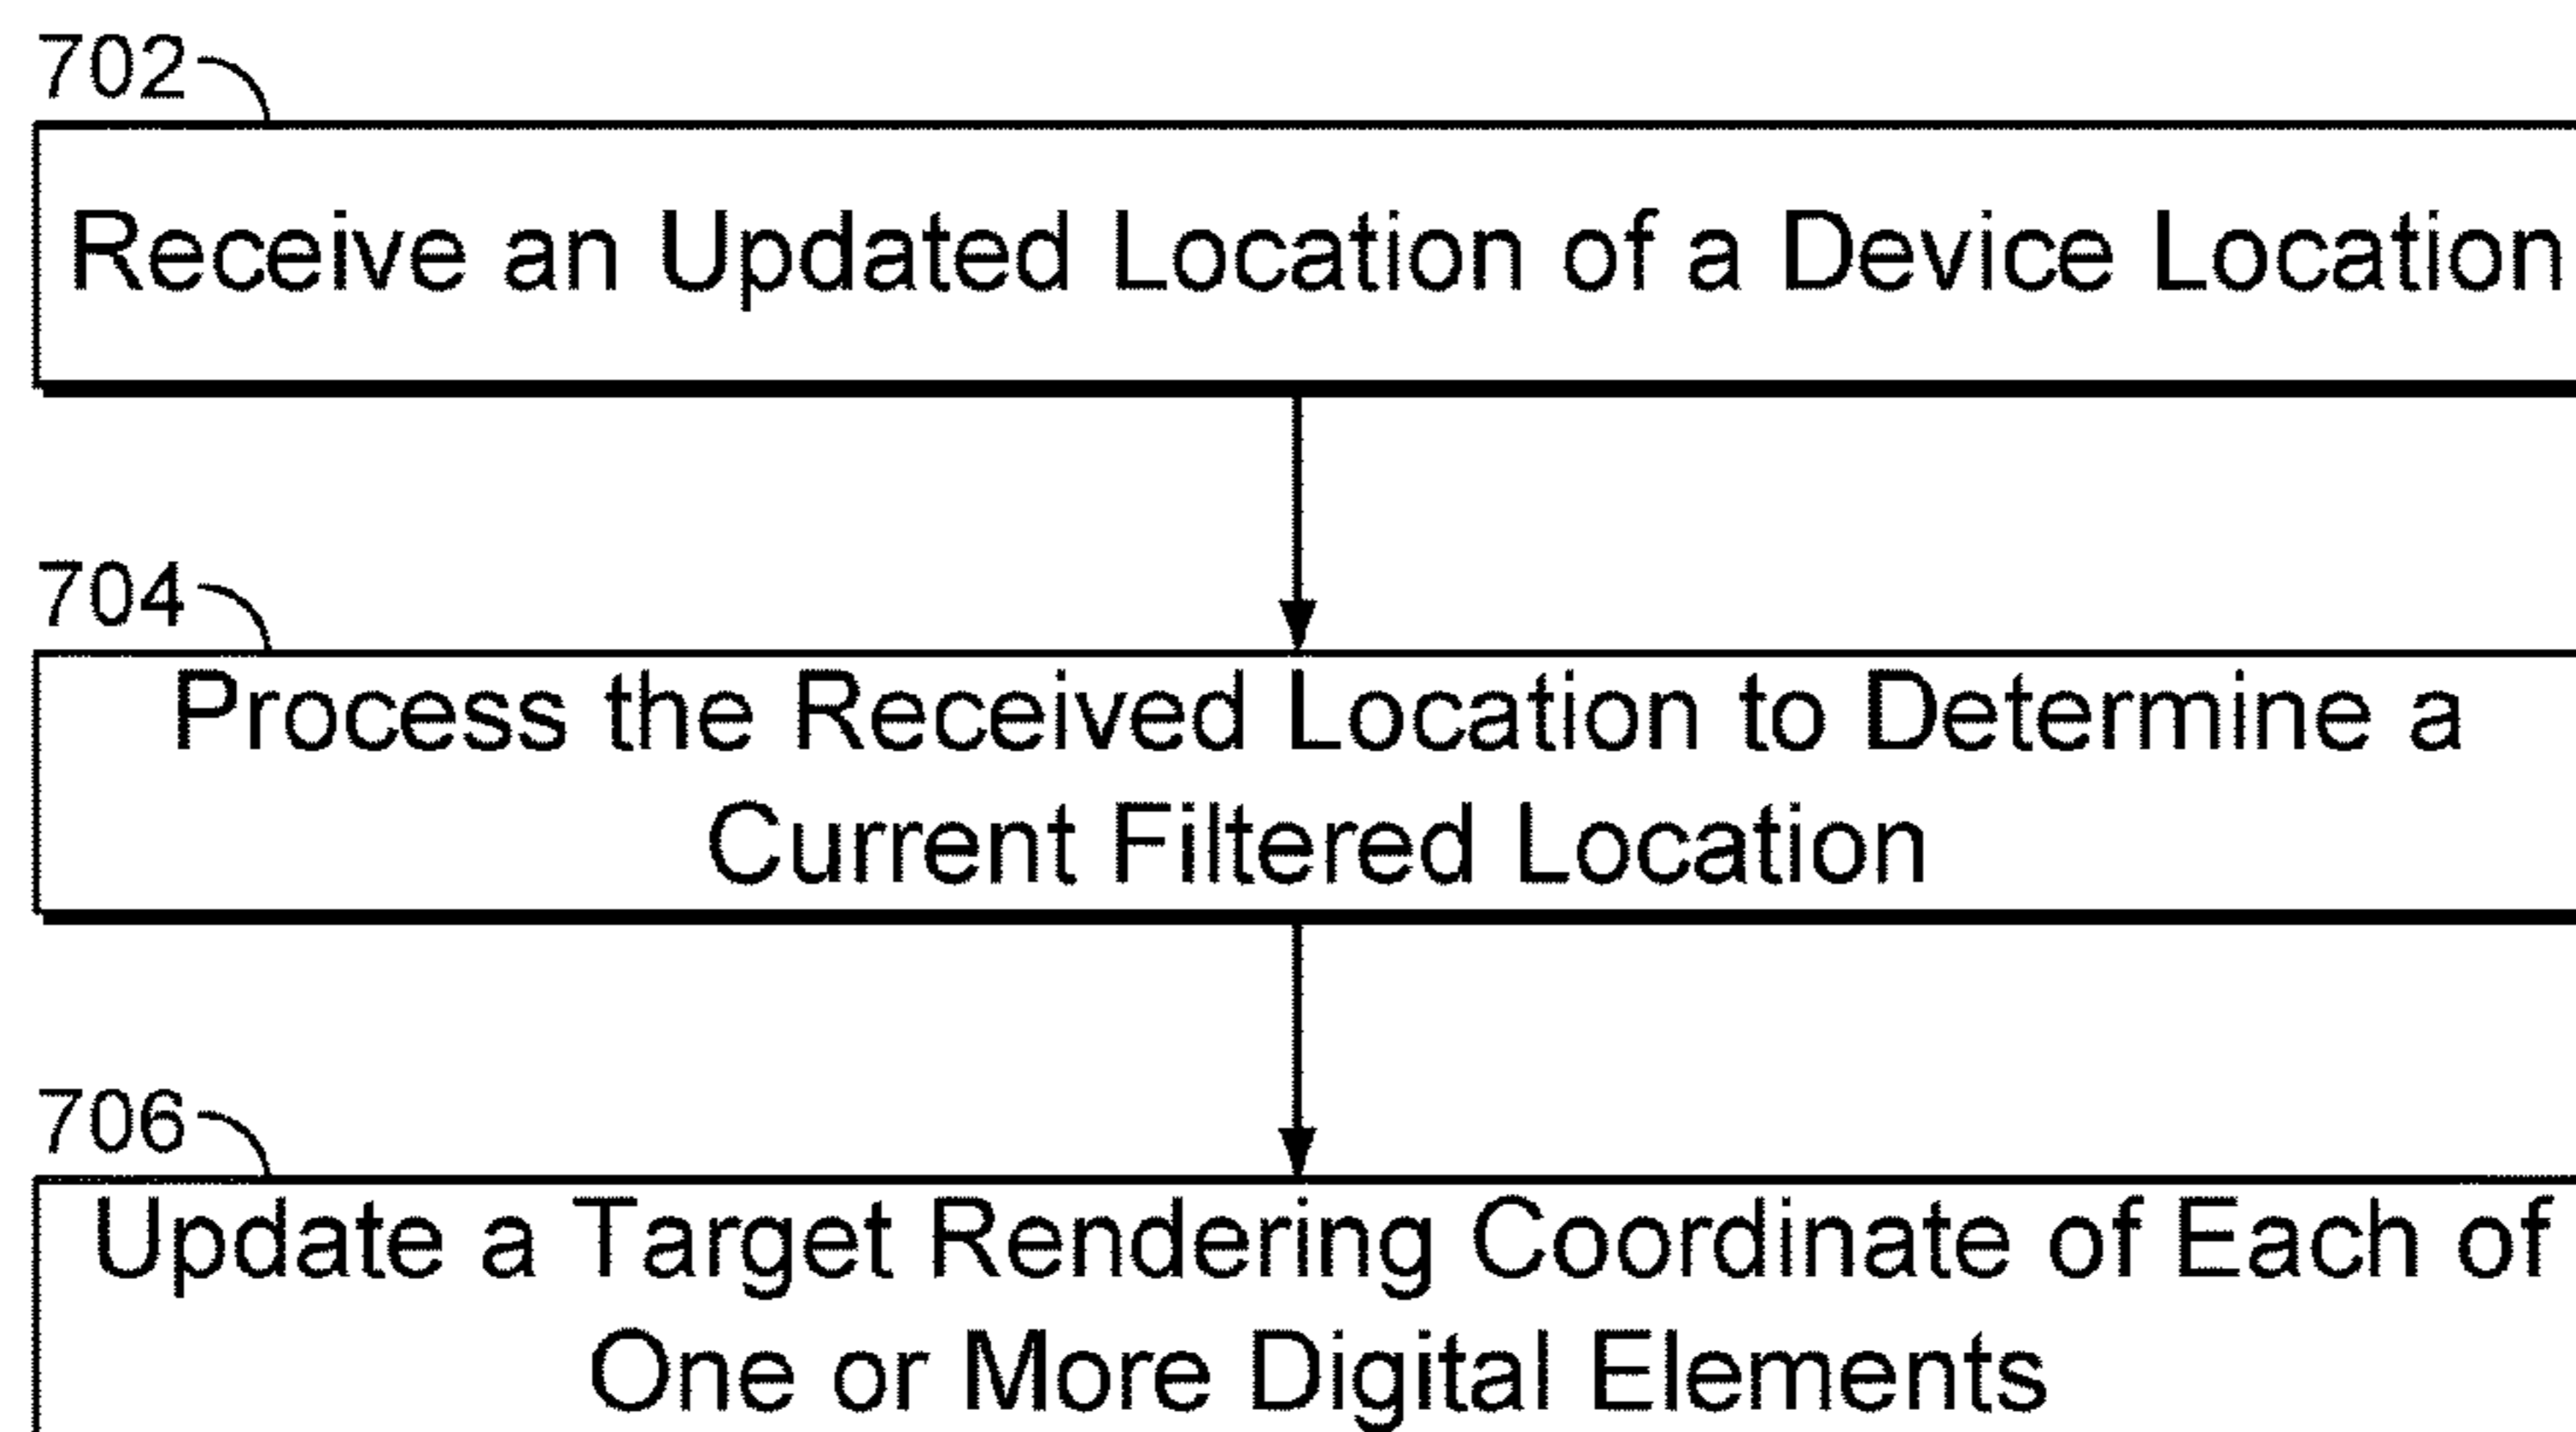 702
Receive an Updated Location of a Device Location
704
Process the Received Location to Determine a
Current Filtered Location
706
Update a Target Rendering Coordinate of Each of
One or More Digital Elements